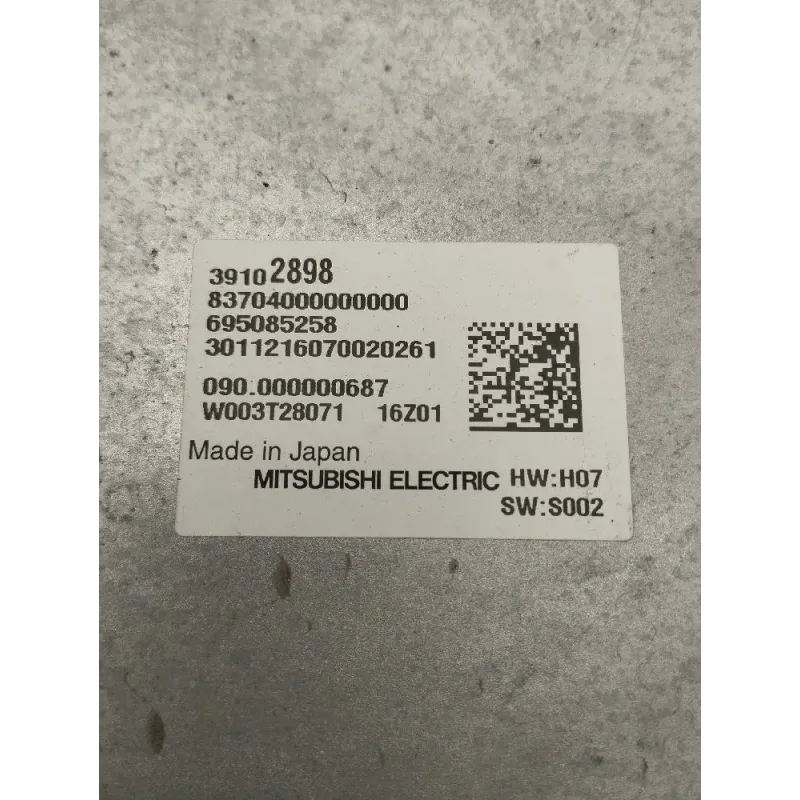 39102898
83704000000000
695085258
3011216070020261
090.000000687
W003T28071 16Z01
Made in Japan
MITSUBISHI ELECTRIC HW:H07
SW:S002